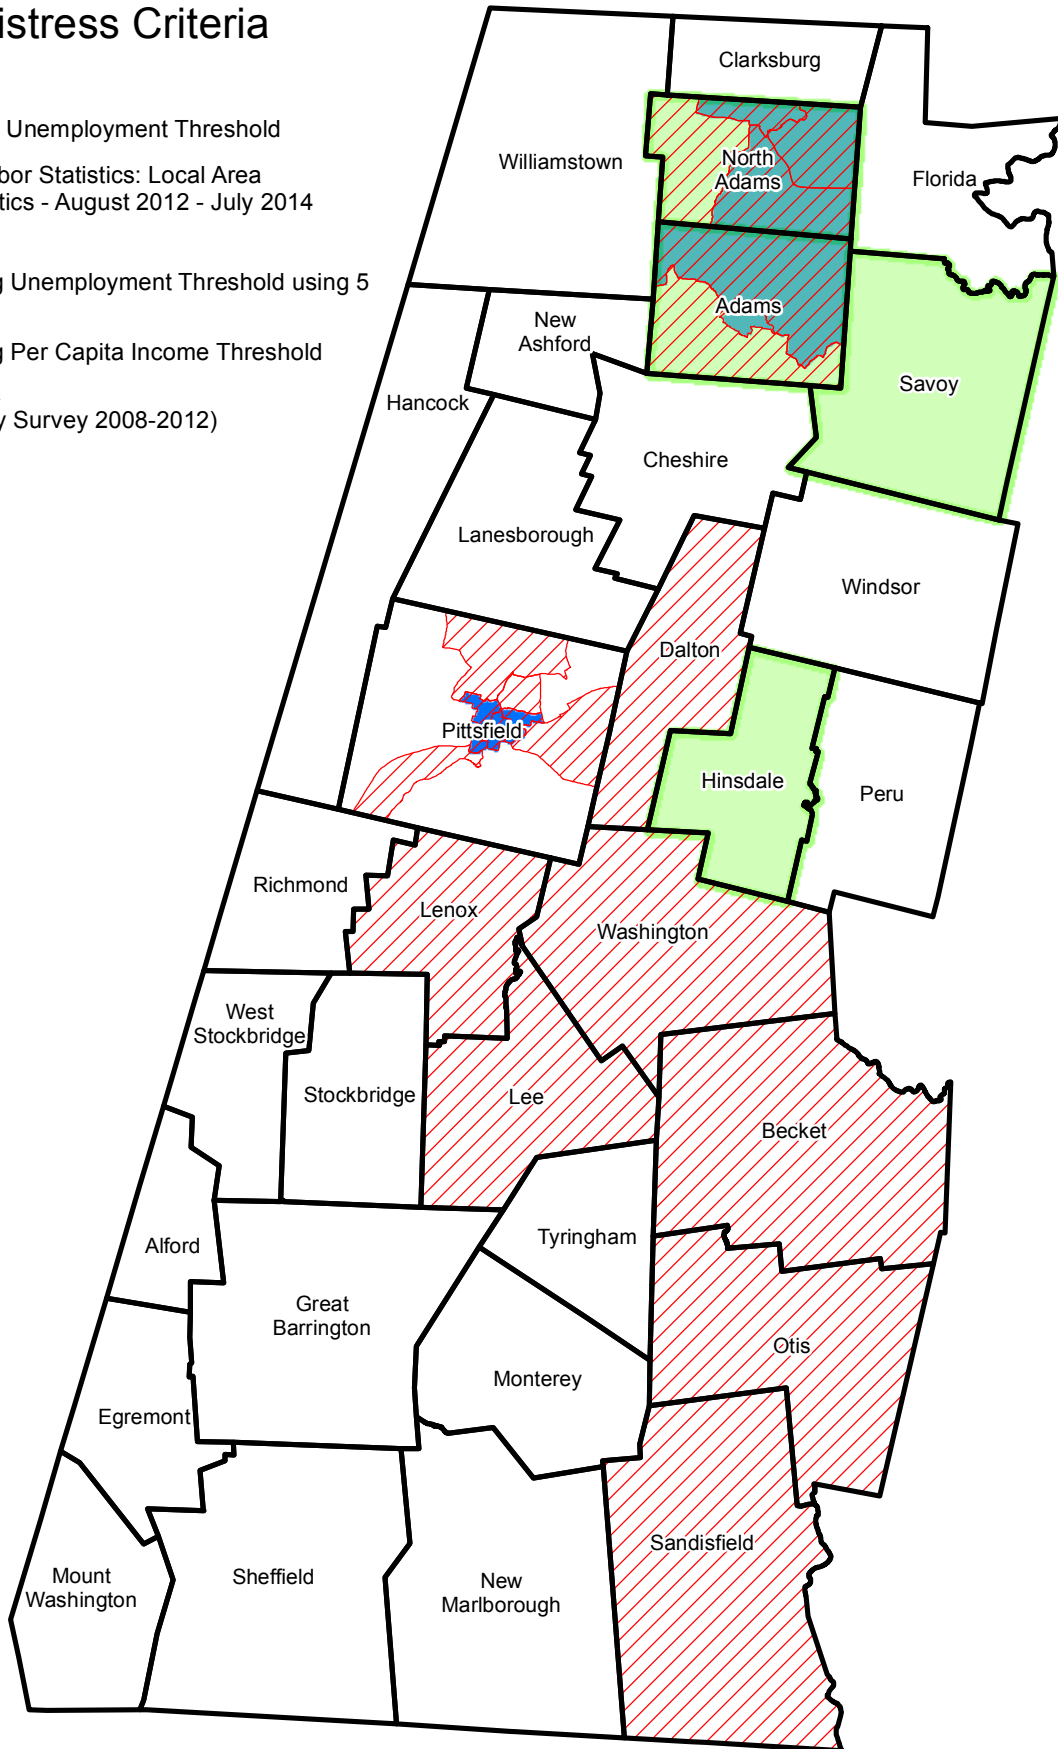 istress Criteria
Unemployment Threshold
bor Statistics: Local Area
tics - August 2012 - July 2014
g Unemployment Threshold using 5
g Per Capita Income Threshold
y Survey 2008-2012)
Clarksburg
Williamstown
North
Adams
Florida
Adams
New
Ashford
Savoy
Hancock
Cheshire
Lanesborough
Windsor
Dalton
Pittsfield
Hinsdale
Peru
Richmond
Lenox
Washington
West
Stockbridge
Stockbridge
Lee
Becket
Alford
Tyringham
Great
Barrington
Otis
Monterey
Egremont
Sandisfield
Mount
Washington
Sheffield
New
Marlborough